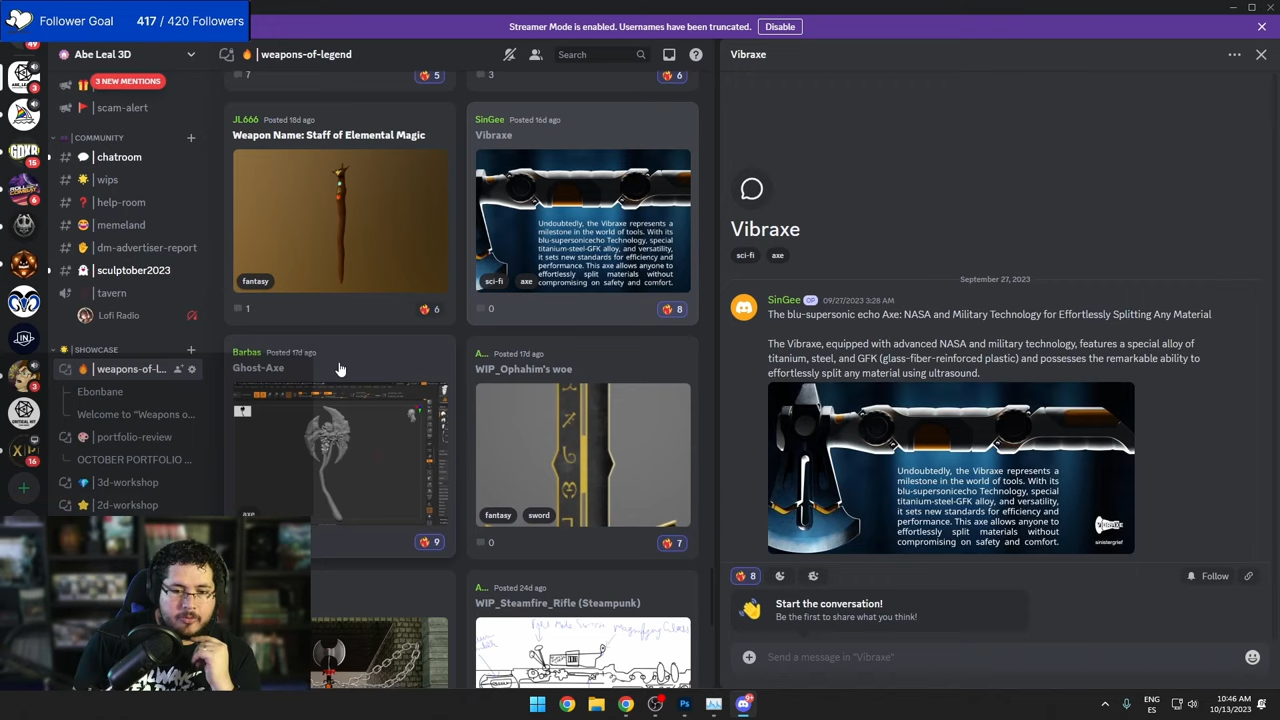 Follower Goal 417 / 420 Followers
Streamer Mode is enabled. Usernames have been truncated. Disable
49
Abe Leal 3D
3 NEW MENTIONS
scam-alert
COMMUNITY
chatroom
wips
help-room
memeland
dm-advertiser-report
sculptober2023
tavern
Lofi Radio
SHOWCASE
weapons-of-l...
Ebonbane
Welcome to “Weapons o...
portfolio-review
OCTOBER PORTFOLIO ...
3d-workshop
2d-workshop
3
15
6
3
16
weapons-of-legend
Search
7
5
3
6
JL666 Posted 18d ago
Weapon Name: Staff of Elemental Magic
fantasy
1
6
SinGee Posted 16d ago
Vibraxe
Undoubtedly, the Vibraxe represents a
milestone in the world of tools. With its
blu-supersonicecho Technology, special
titanium-steel-GFK alloy, and versatility,
it sets new standards for efficiency and
performance. This axe allows anyone to
effortlessly split materials without
compromising on safety and comfort.
sci-fi axe
0
8
Barbas Posted 17d ago
Ghost-Axe
axe
9
A... Posted 17d ago
WIP_Ophahim's woe
fantasy sword
0
7
A... Posted 24d ago
WIP_Steamfire_Rifle (Steampunk)
Vibraxe
Vibraxe
sci-fi axe
September 27, 2023
SinGee OP 09/27/2023 3:28 AM
The blu-supersonic echo Axe: NASA and Military Technology for Effortlessly Splitting Any Material
The Vibraxe, equipped with advanced NASA and military technology, features a special alloy of
titanium, steel, and GFK (glass-fiber-reinforced plastic) and possesses the remarkable ability to
effortlessly split any material using ultrasound.
Undoubtedly, the Vibraxe represents a
milestone in the world of tools. With its
blu-supersonicecho Technology, special
titanium-steel-GFK alloy, and versatility,
it sets new standards for efficiency and
performance. This axe allows anyone to
effortlessly split materials without
compromising on safety and comfort.
sinistergrief
8
Follow
Start the conversation!
Be the first to share what you think!
Send a message in "Vibraxe"
ENG
ES
10:46 AM
10/13/2023